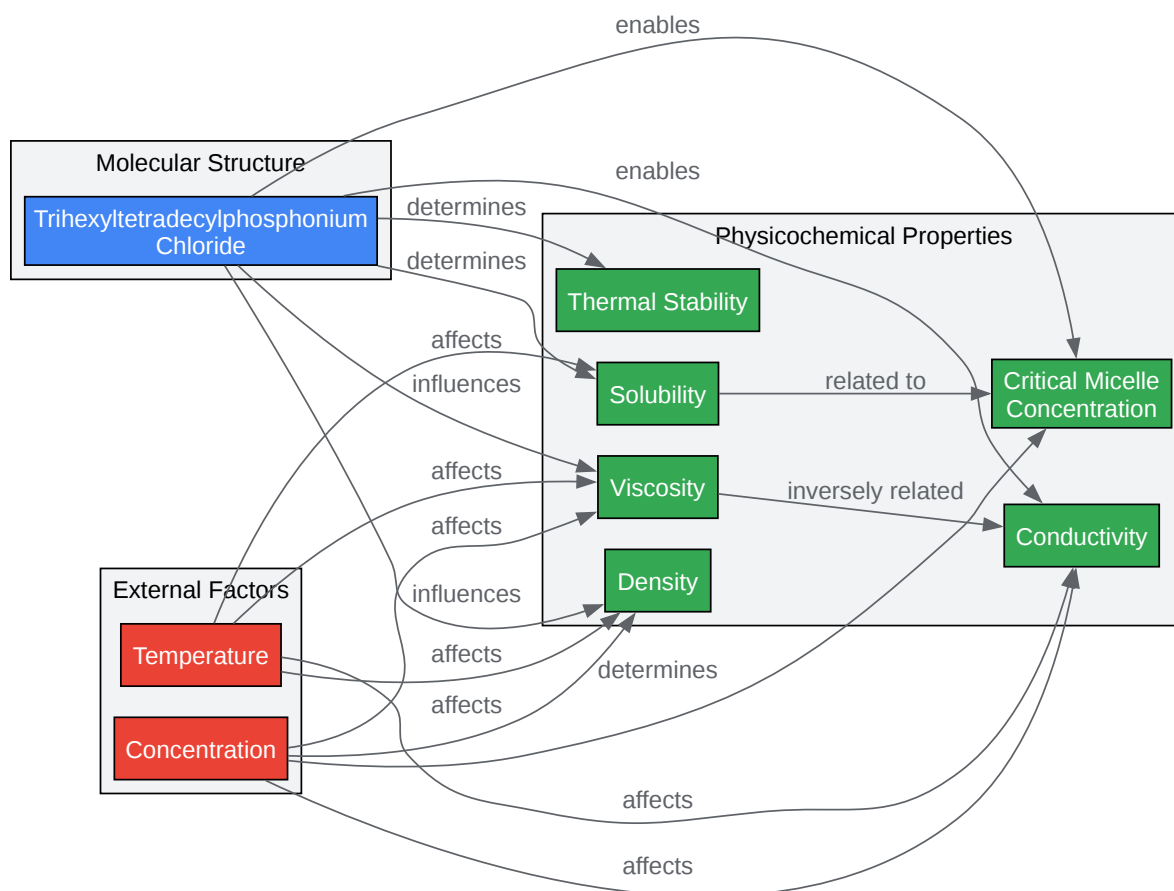 enables
Molecular Structure
Trihexyltetradecylphosphonium
Chloride
enables
determines
determines
Physicochemical Properties
Thermal Stability
affects
influences
Solubility
related to
Critical Micelle
Concentration
affects
Viscosity
inversely related
affects
Conductivity
External Factors
influences
Density
Temperature
affects
determines
affects
Concentration
affects
affects